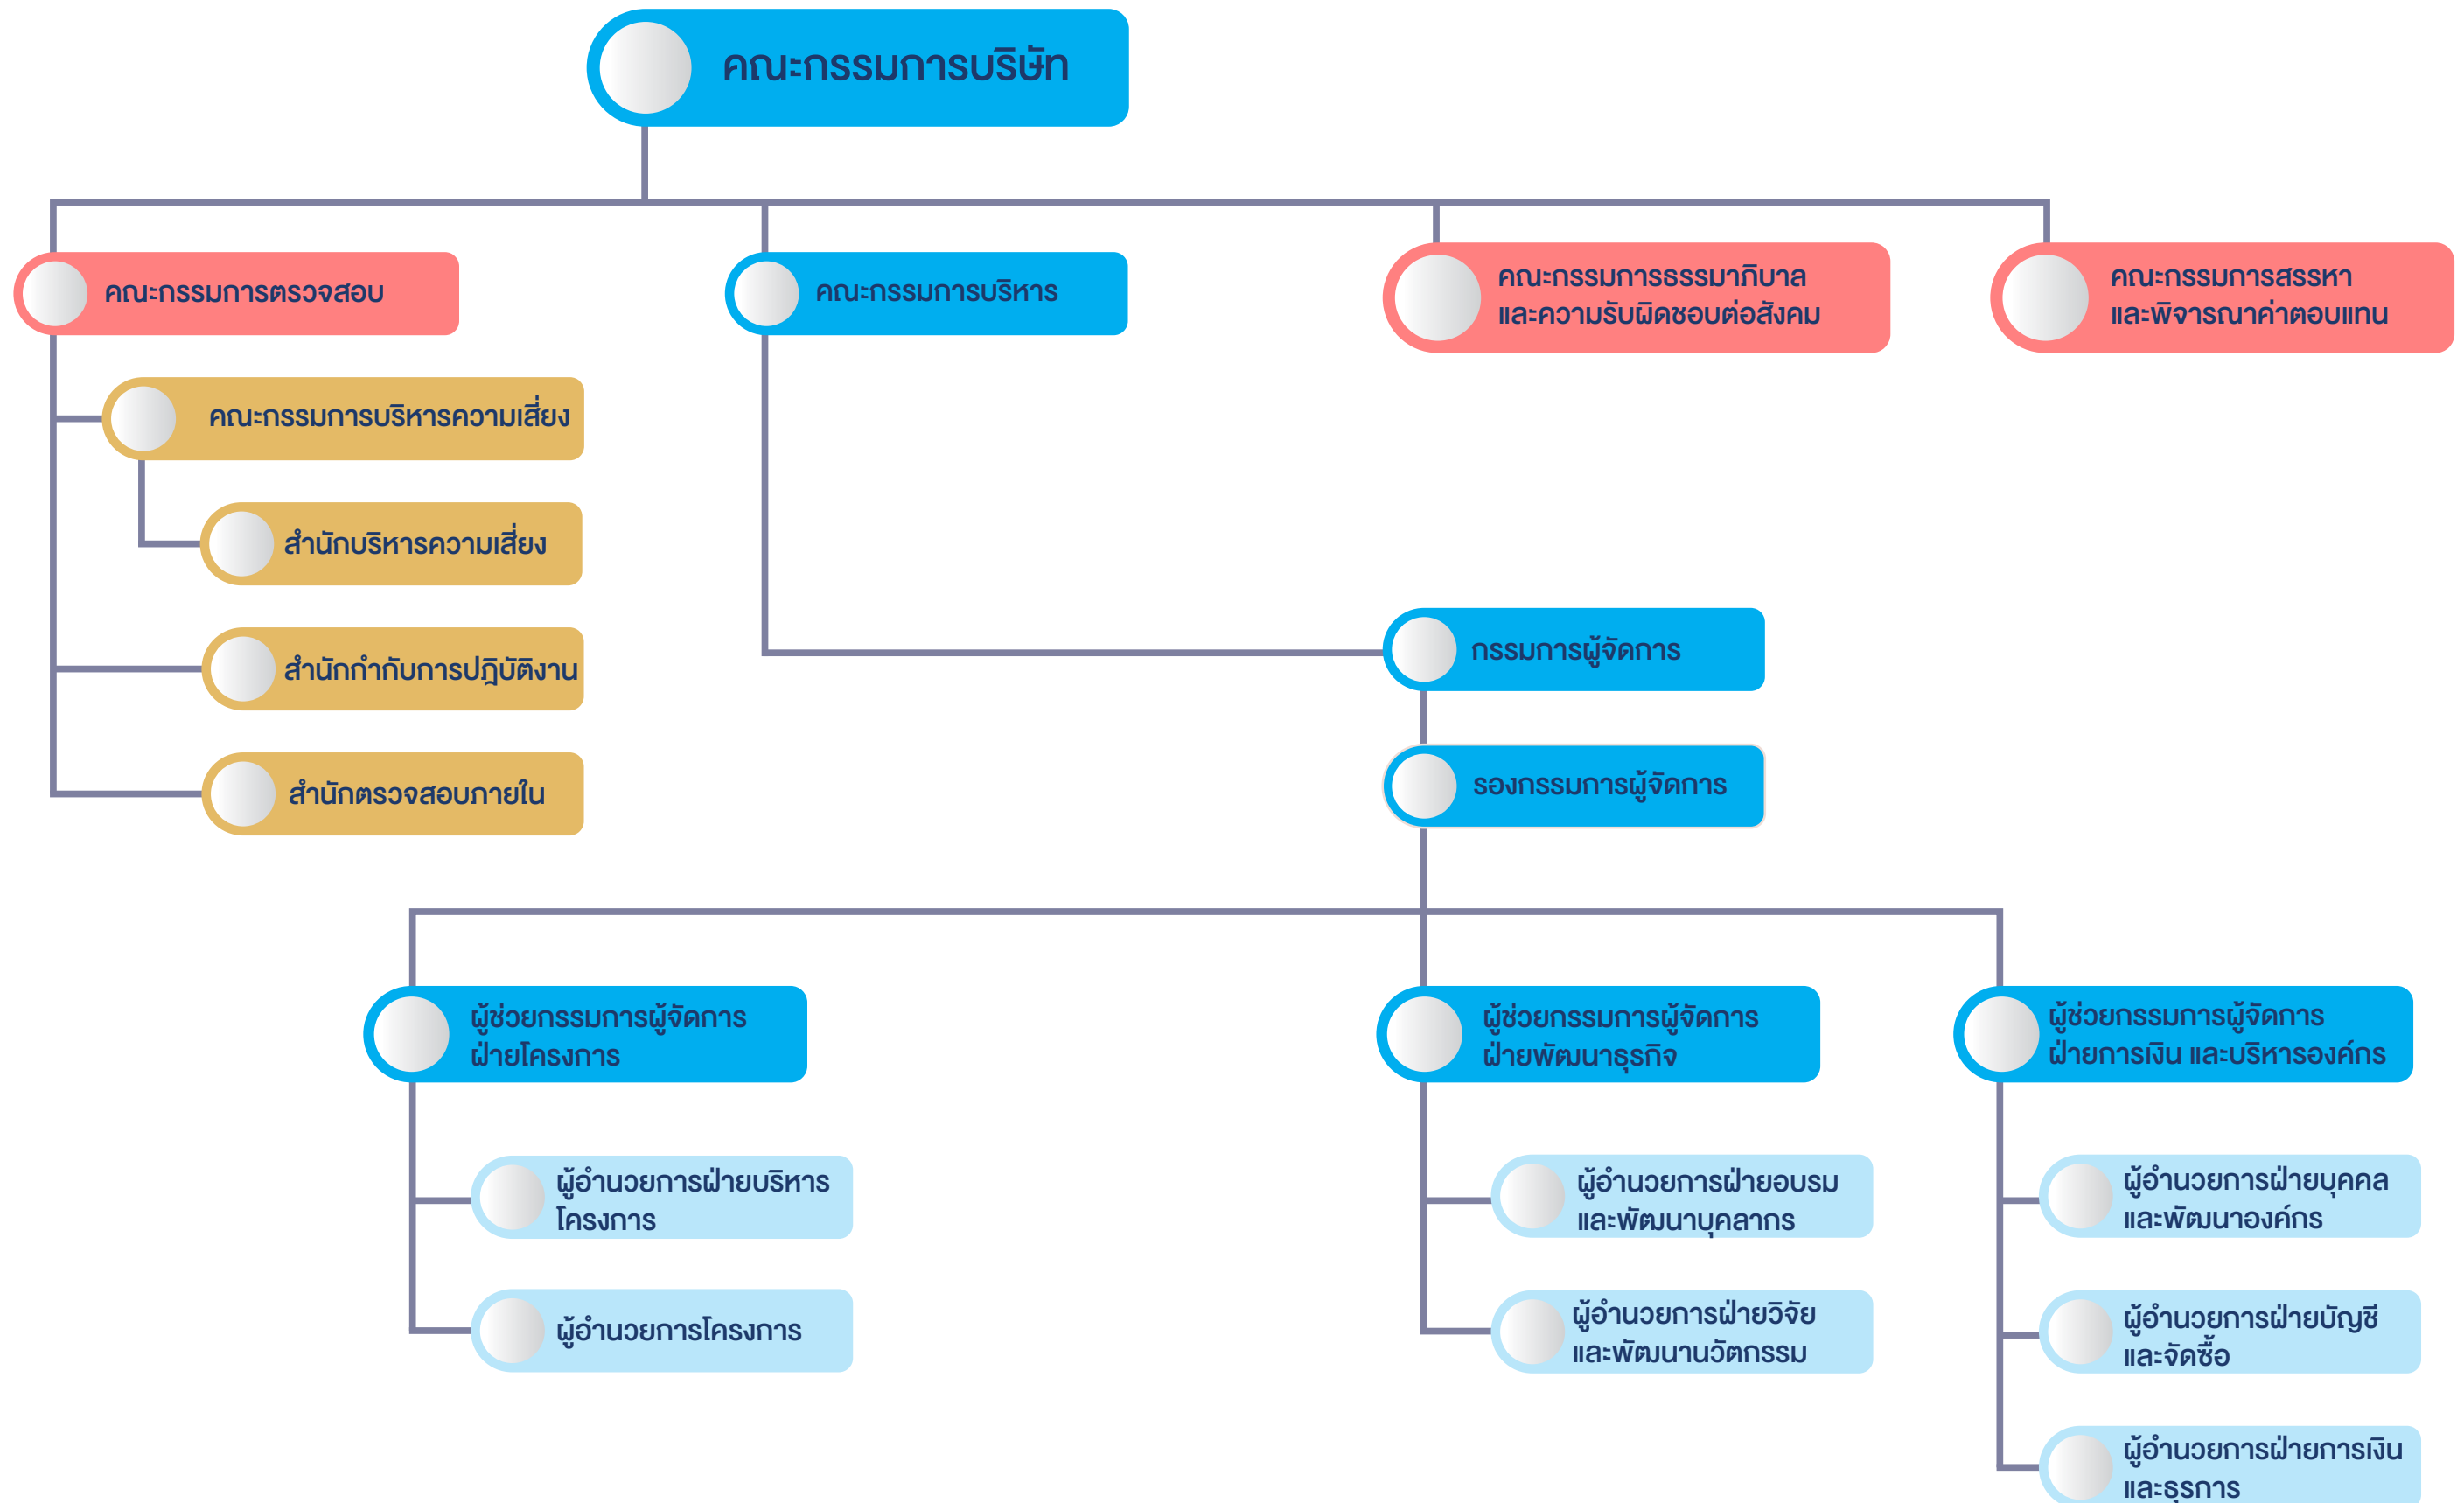 คณะกรรมการบริษัท
คณะกรรมการตรวจสอบ
คณะกรรมการบริหาร
คณะกรรมการธรรมาภิบาล
และความรับผิดชอบต่อสังคม
คณะกรรมการสรรหา
และพิจารณาค่าตอบแทน
คณะกรรมการบริหารความเสี่ยง
สำนักบริหารความเสี่ยง
สำนักกำกับการปฎิบัติงาน
สำนักตรวจสอบภายใน
กรรมการผู้จัดการ
รองกรรมการผู้จัดการ
ผู้ช่วยกรรมการผู้จัดการ
ฝ่ายโครงการ
ผู้ช่วยกรรมการผู้จัดการ
ฝ่ายพัฒนาธุรกิจ
ผู้ช่วยกรรมการผู้จัดการ
ฝ่ายการเงิน และบริหารองค์กร
ผู้อำนวยการฝ่ายบริหาร
โครงการ
ผู้อำนวยการโครงการ
ผู้อำนวยการฝ่ายอบรม
และพัฒนาบุคลากร
ผู้อำนวยการฝ่ายวิจัย
และพัฒนานวัตกรรม
ผู้อำนวยการฝ่ายบุคคล
และพัฒนาองค์กร
ผู้อำนวยการฝ่ายบัญชี
และจัดซื้อ
ผู้อำนวยการฝ่ายการเงิน
และธุรการ